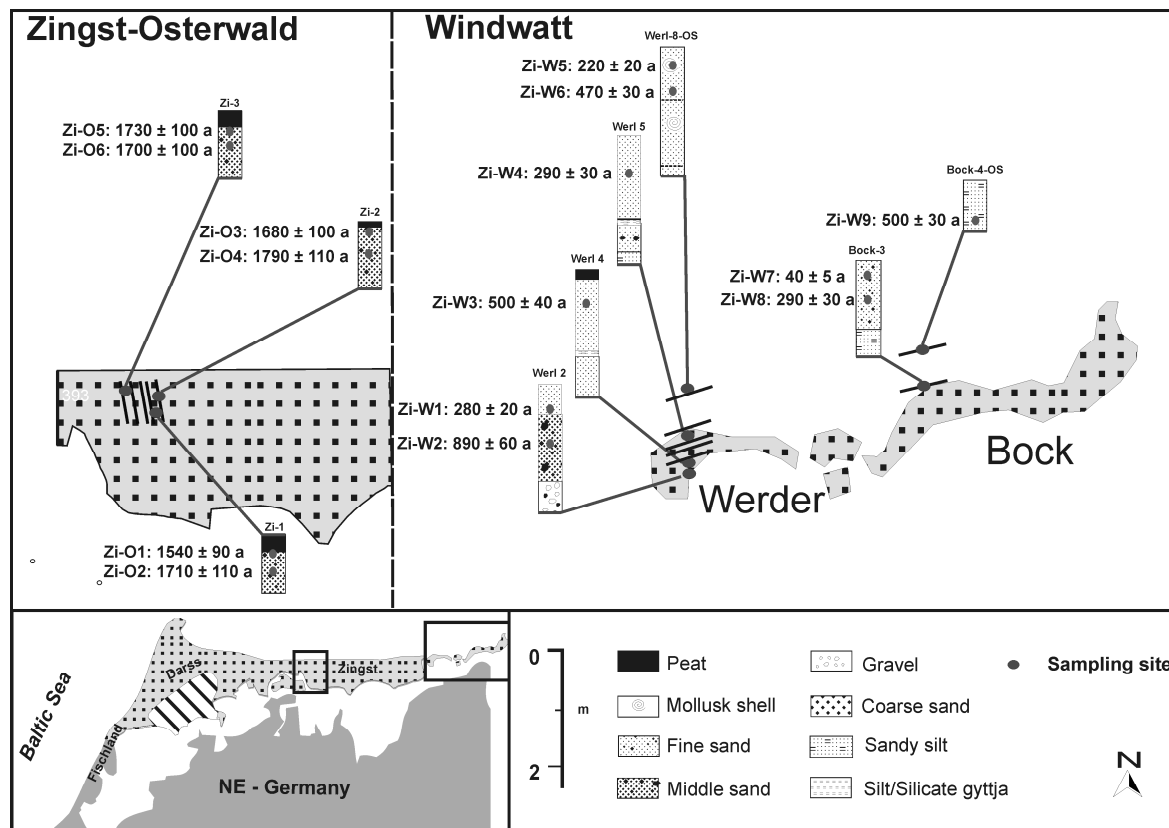 Zingst-Osterwald
Windwatt
Zi-3
Zi-O5: 1730 ± 100 a
Zi-O6: 1700 ± 100 a
Zi-2
Zi-O3: 1680 ± 100 a
Zi-O4: 1790 ± 110 a
393
Zi-1
Zi-O1: 1540 ± 90 a
Zi-O2: 1710 ± 110 a
Werl-8-OS
Zi-W5: 220 ± 20 a
Zi-W6: 470 ± 30 a
Werl 5
Zi-W4: 290 ± 30 a
Werl 4
Zi-W3: 500 ± 40 a
Werl 2
Zi-W1: 280 ± 20 a
Zi-W2: 890 ± 60 a
Bock-4-OS
Zi-W9: 500 ± 30 a
Bock-3
Zi-W7: 40 ± 5 a
Zi-W8: 290 ± 30 a
Werder
Bock
Baltic Sea
Darss
Zingst
Fischland
NE - Germany
0
m
2
Peat
Mollusk shell
Fine sand
Middle sand
Gravel
Coarse sand
Sandy silt
Silt/Silicate gyttja
Sampling site
N